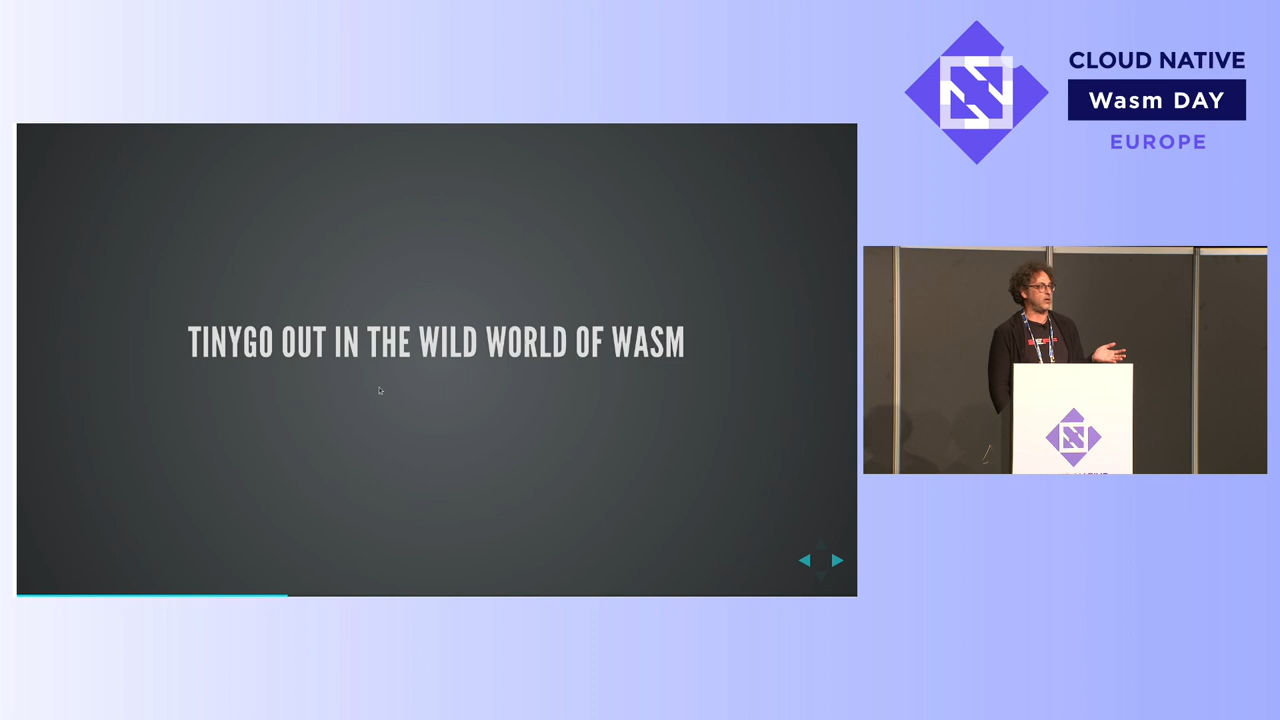 CLOUD NATIVE
Wasm DAY
EUROPE
TINYGO OUT IN THE WILD WORLD OF WASM